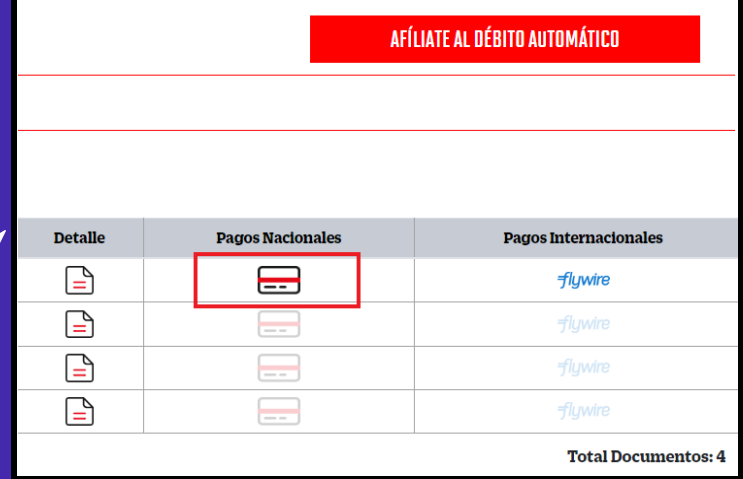 AFÍLIATE AL DÉBITO AUTOMÁTICO
Detalle Pagos Nacionales Pagos Internacionales
flywire
flywire
flywire
flywire
Total Documentos: 4